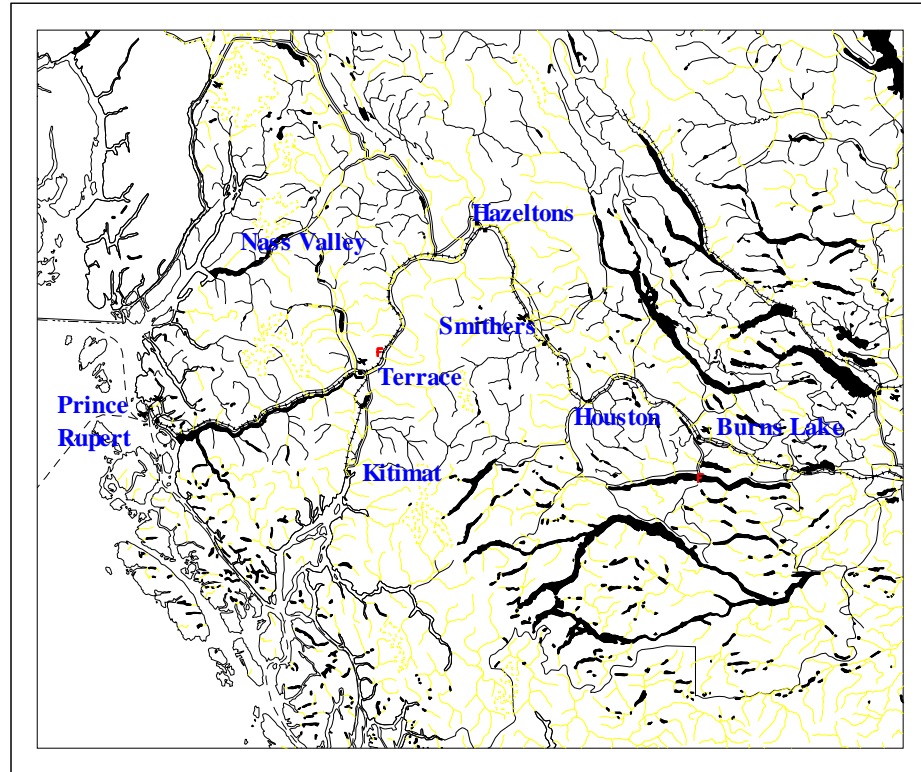 Hazeltons
Nass Valley
Smithers
F
Terrace
Prince
Rupert
Houston
Burns Lake
Kitimat
F